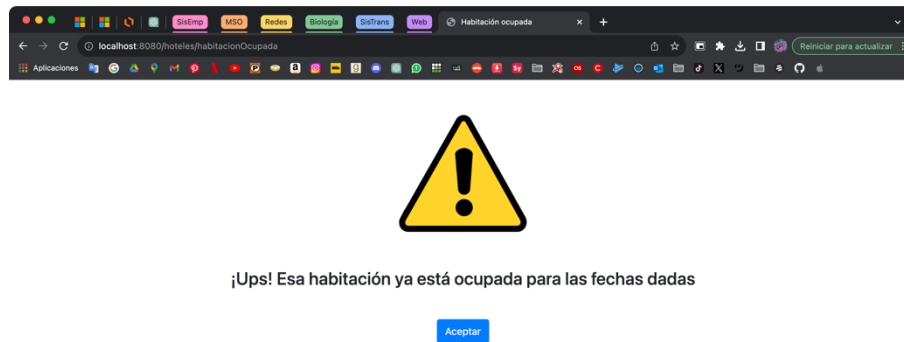 SisEmp MSO Redes Biología SisTrans Web Habitación ocupada
localhost:8080/hoteles/habitacionOcupada Reiniciar para actualizar
Aplicaciones
¡Ups! Esa habitación ya está ocupada para las fechas dadas
Aceptar